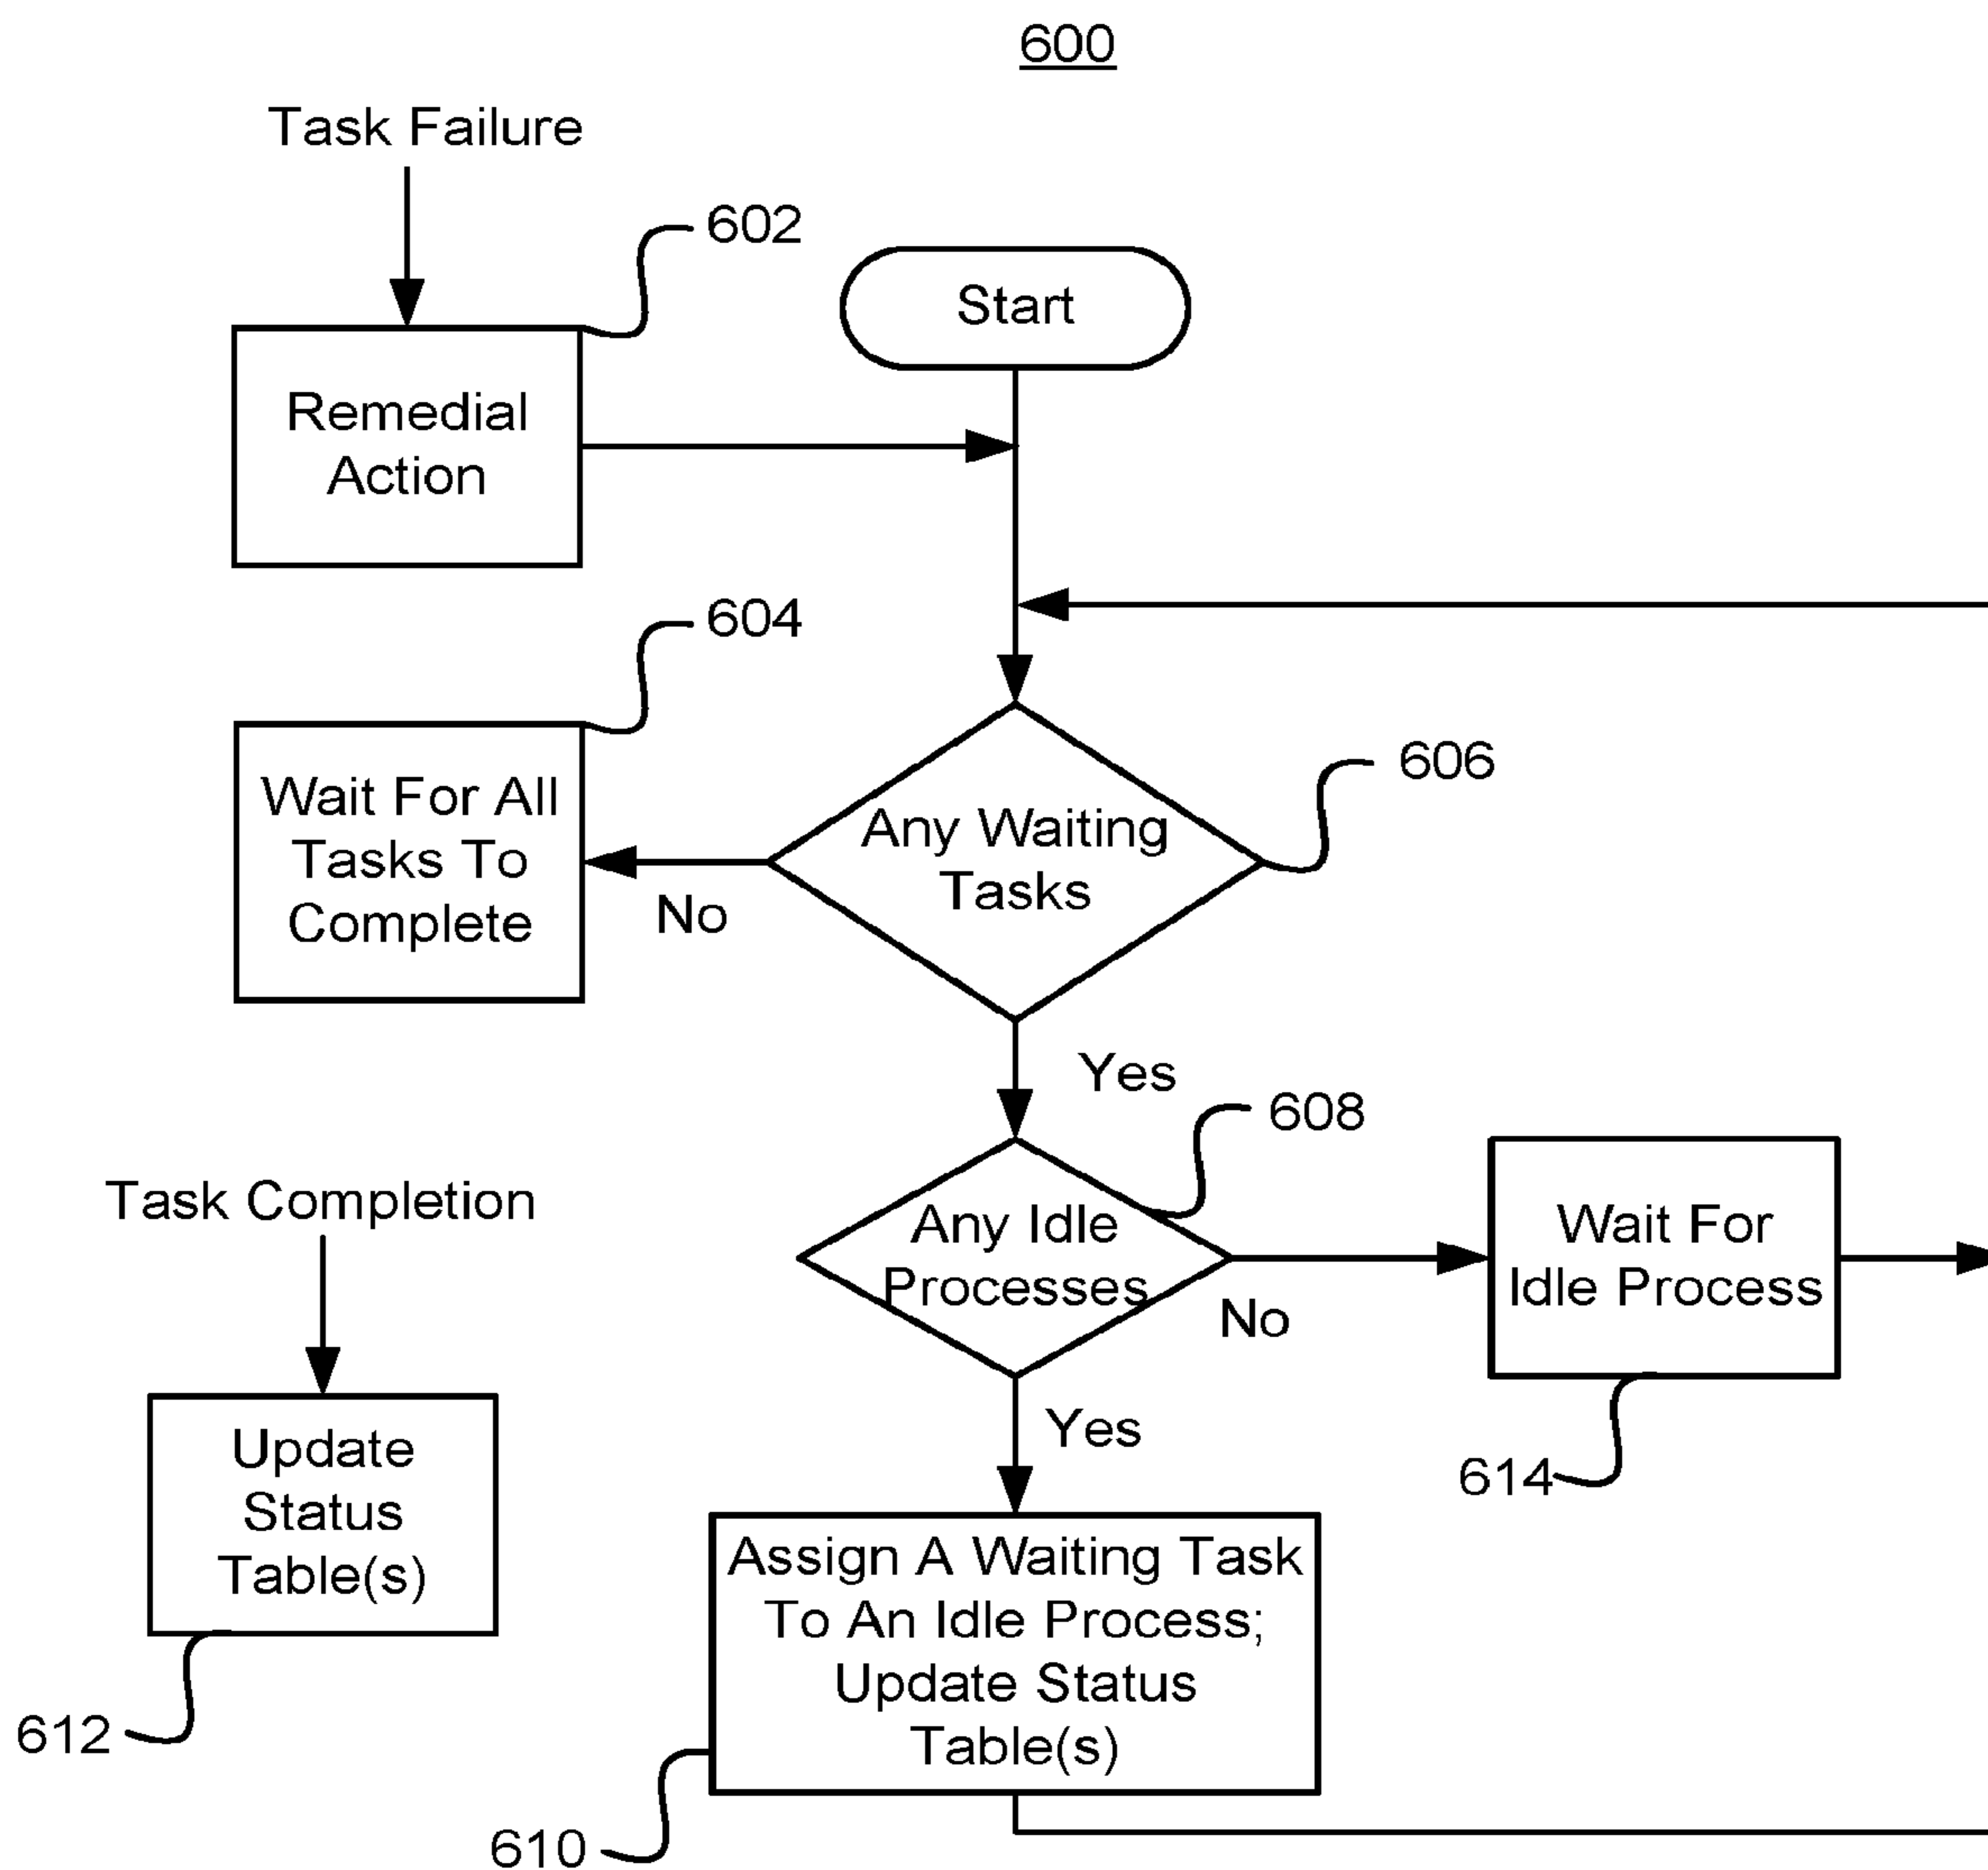 600
Task Failure
602
Start
Remedial
Action
604
Wait For All
Tasks To
Complete
606
Any Waiting
Tasks
No
Yes
608
Task Completion
Any Idle
Processes
No
Wait For
Idle Process
614
Yes
Update
Status
Table(s)
612
Assign A Waiting Task
To An Idle Process;
Update Status
Table(s)
610